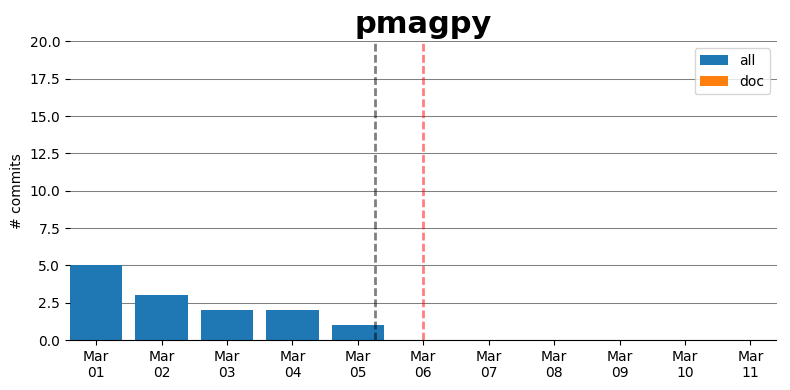 pmagpy
20.0
17.5
15.0
12.5
10.0
7.5
5.0
2.5
0.0
# commits
all
doc
Mar 01
Mar 02
Mar 03
Mar 04
Mar 05
Mar 06
Mar 07
Mar 08
Mar 09
Mar 10
Mar 11